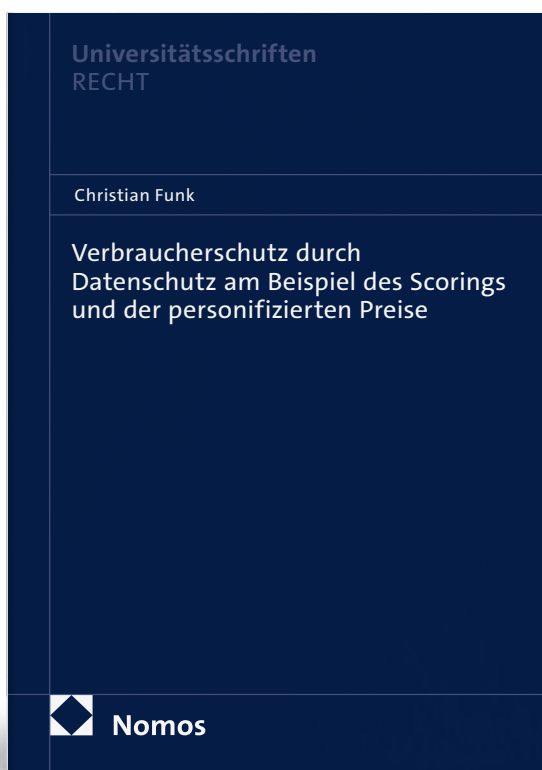 Universitätsschriften
RECHT
Christian Funk
Verbraucherschutz durch
Datenschutz am Beispiel des Scorings
und der personifizierten Preise
Nomos